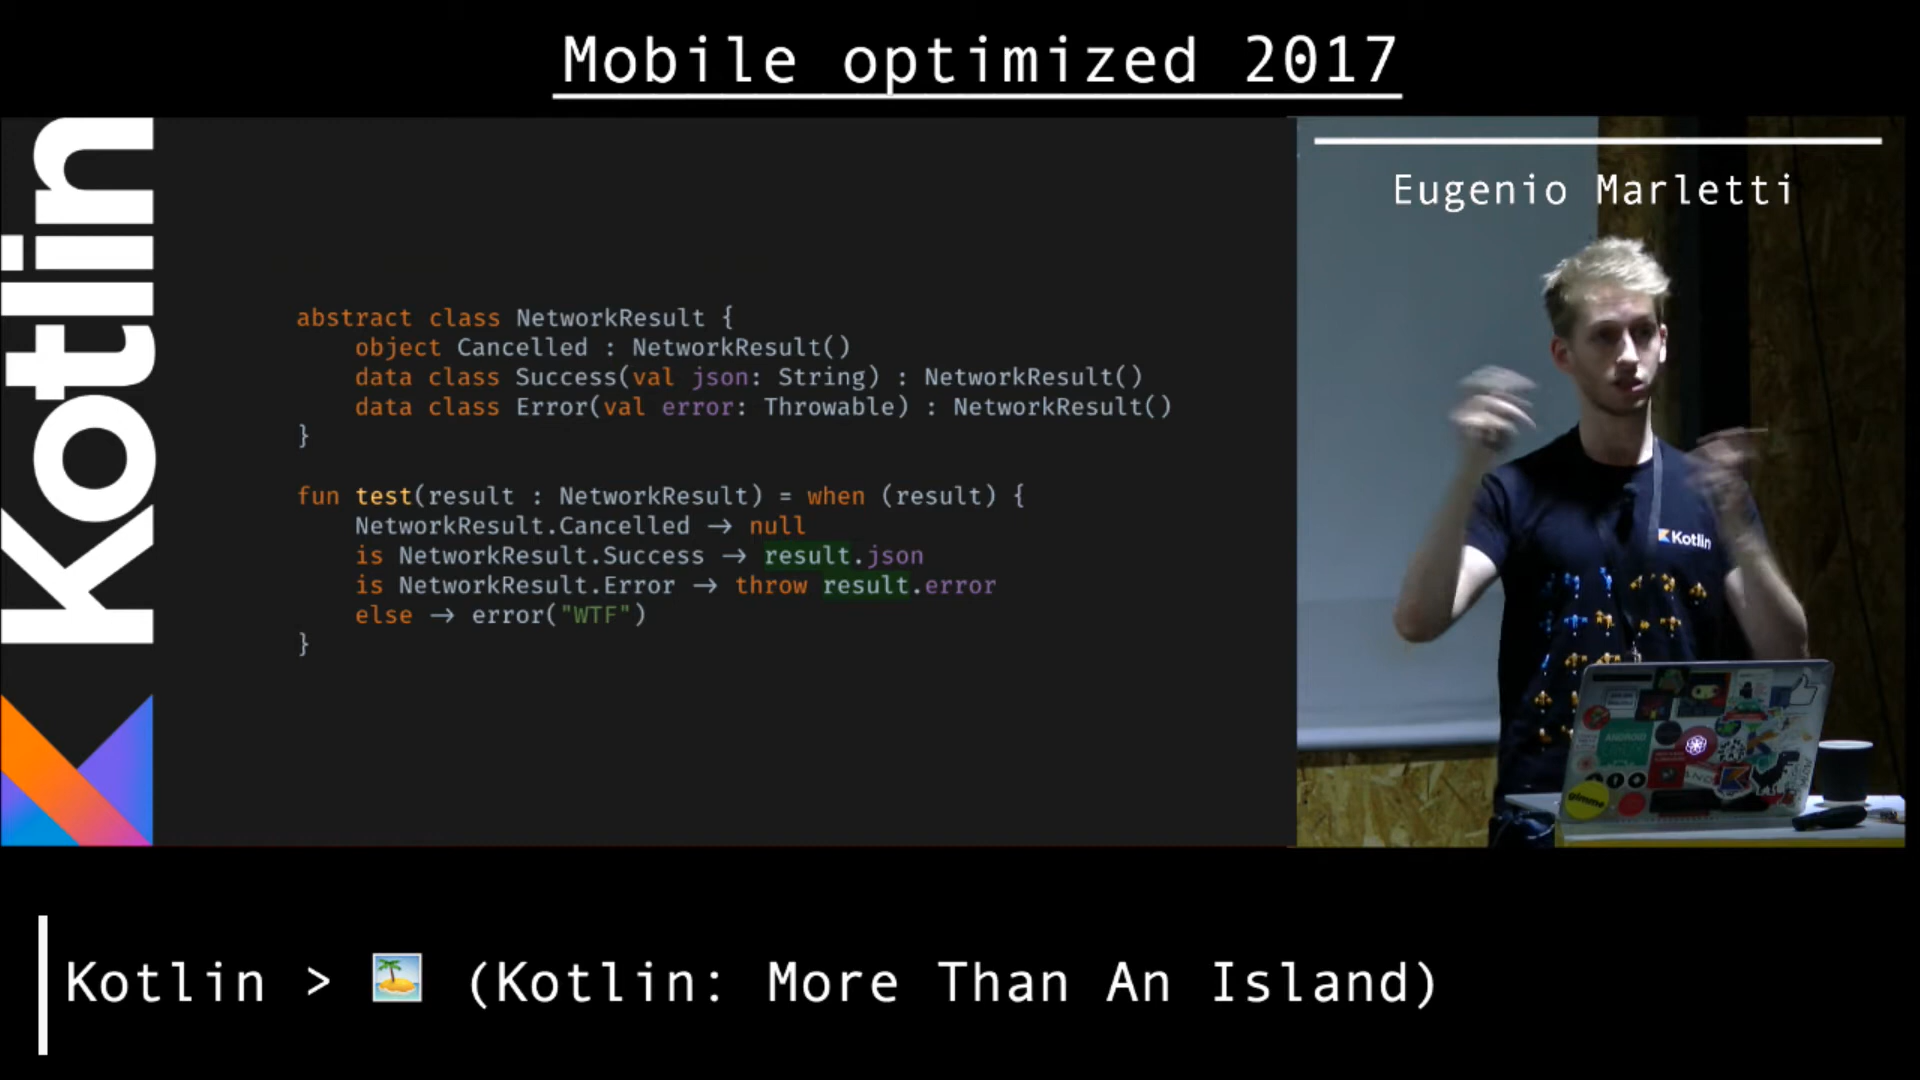 Mobile optimized 2017
Kotlin
abstract class NetworkResult {
    object Cancelled : NetworkResult()
    data class Success(val json: String) : NetworkResult()
    data class Error(val error: Throwable) : NetworkResult()
}
fun test(result : NetworkResult) = when (result) {
    NetworkResult.Cancelled → null
    is NetworkResult.Success → result.json
    is NetworkResult.Error → throw result.error
    else → error("WTF")
}
Eugenio Marletti
Kotlin
ANDROID
gimme
Kotlin > 🏝 (Kotlin: More Than An Island)